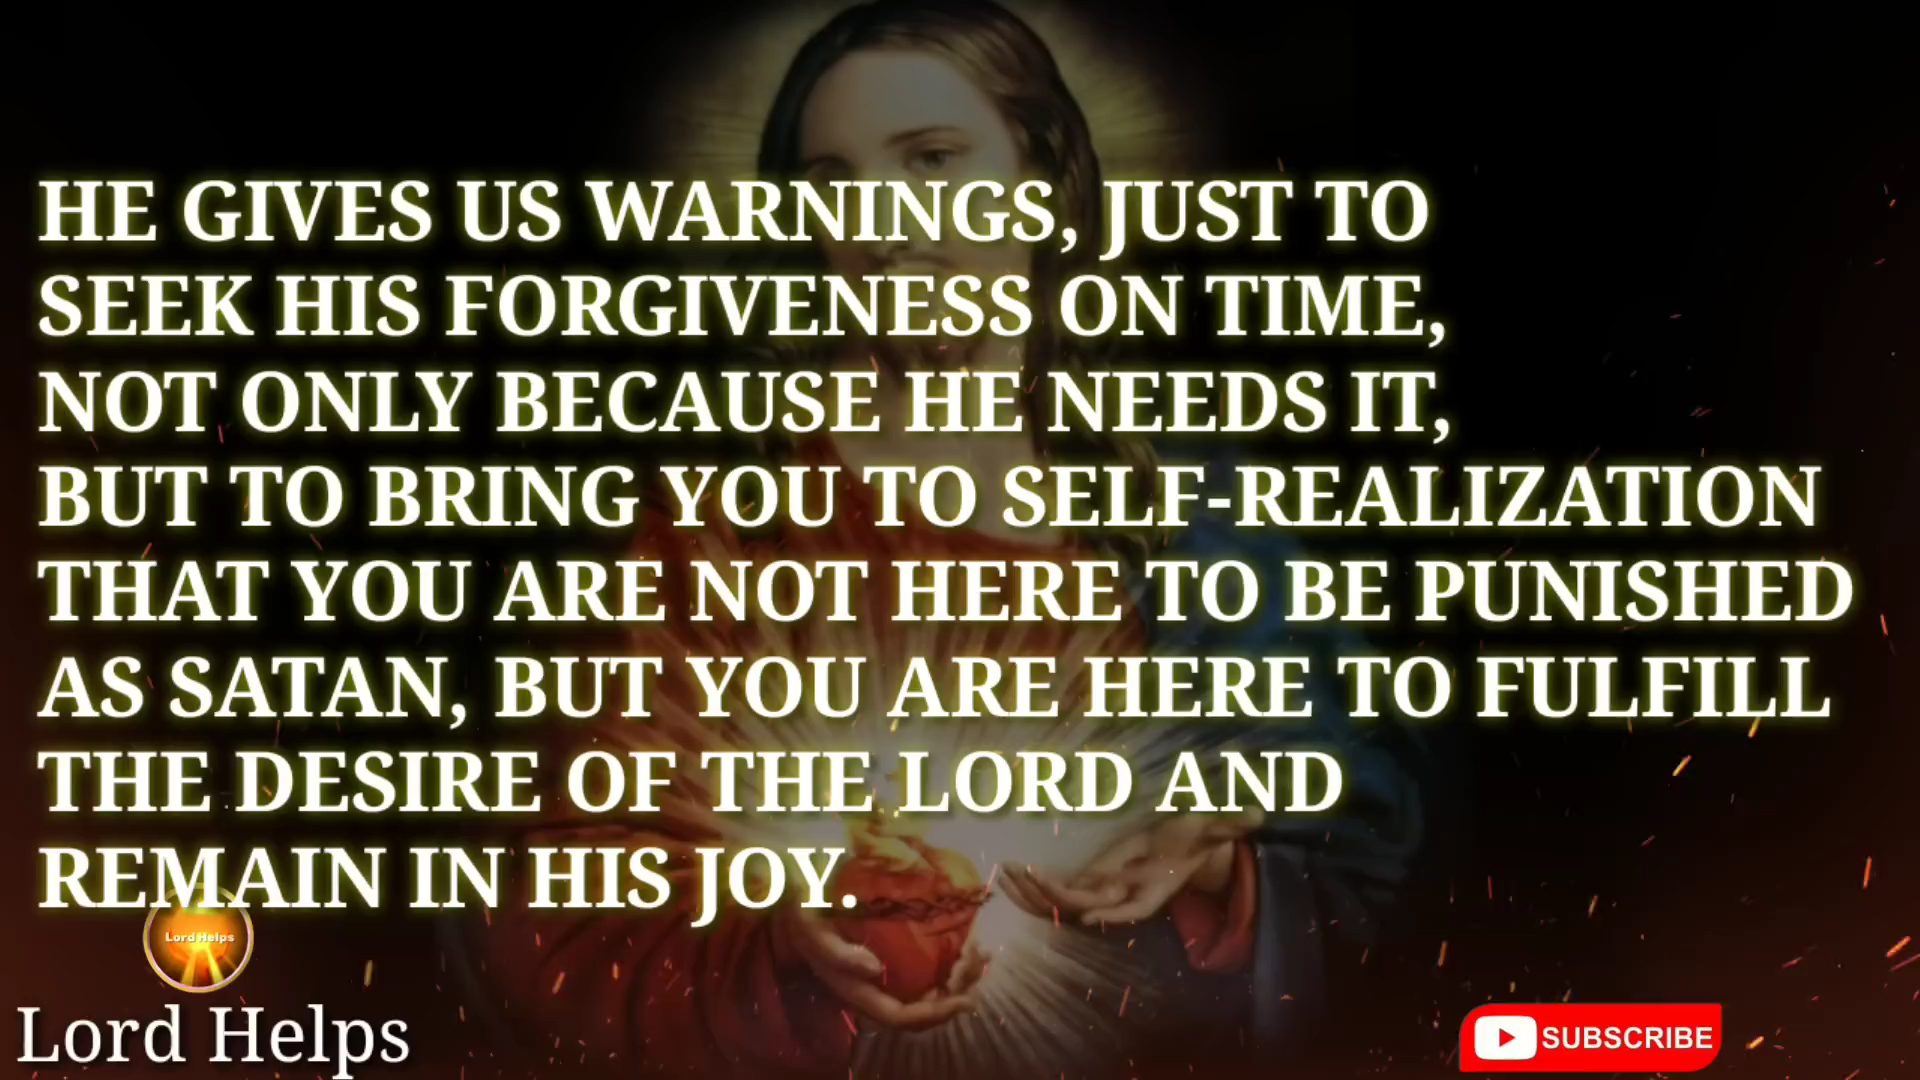 HE GIVES US WARNINGS, JUST TO
SEEK HIS FORGIVENESS ON TIME,
NOT ONLY BECAUSE HE NEEDS IT,
BUT TO BRING YOU TO SELF-REALIZATION
THAT YOU ARE NOT HERE TO BE PUNISHED
AS SATAN, BUT YOU ARE HERE TO FULFILL
THE DESIRE OF THE LORD AND
REMAIN IN HIS JOY.
Lord Helps
Lord Helps
SUBSCRIBE